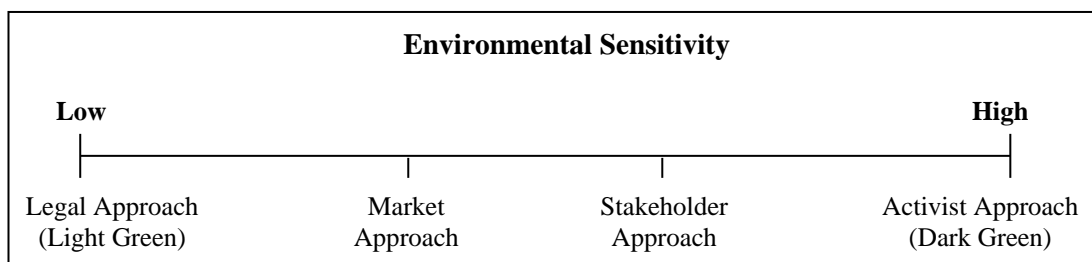 Environmental Sensitivity
Low High
Legal Approach Market Stakeholder Activist Approach
(Light Green) Approach Approach (Dark Green)